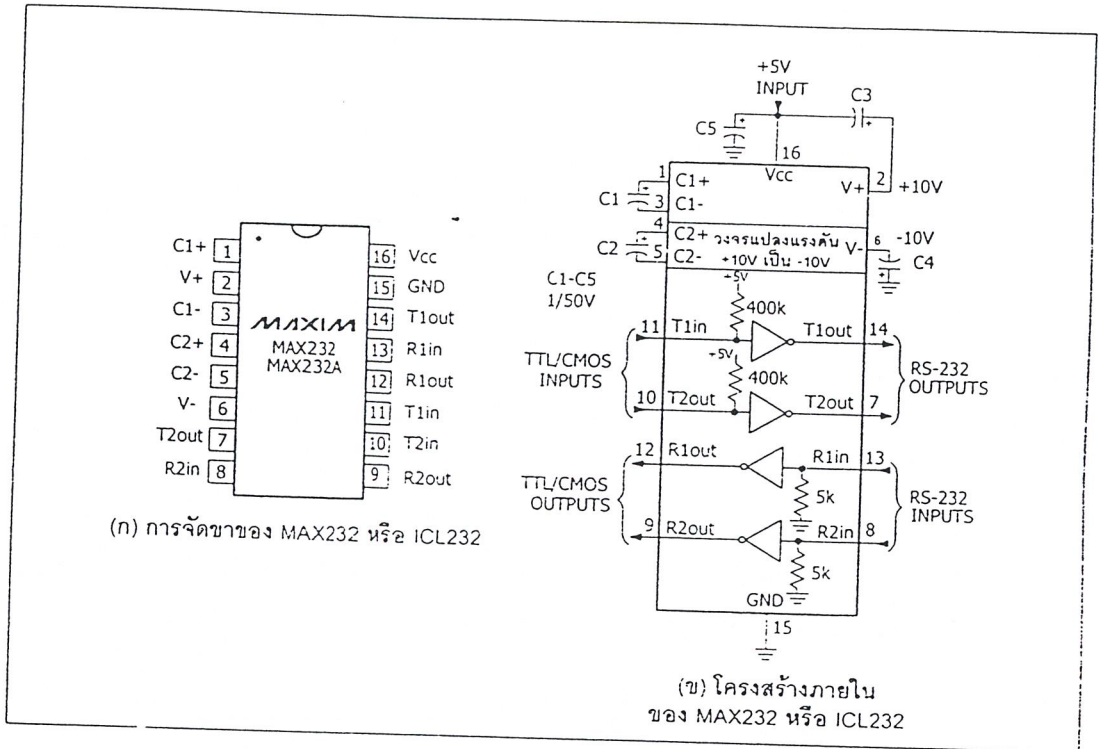 C1+ 1
V+ 2
C1- 3
C2+ 4
C2- 5
V- 6
T2out 7
R2in 8
MAXIM
MAX232
MAX232A
16 Vcc
15 GND
14 T1out
13 R1in
12 R1out
11 T1in
10 T2in
9 R2out
(ก) การจัดขาของ MAX232 หรือ ICL232
+5V
INPUT
C3
C5
16
Vcc
V+ 2 +10V
1 C1+
C1
3 C1-
4 C2+
C2
5 C2-
วงจรแปลงแรงดัน
+10V เป็น -10V
V- 6 -10V
C4
C1-C5
1/50V
+5V
400k
11 T1in T1out 14
+5V
400k
TTL/CMOS
INPUTS
RS-232
OUTPUTS
10 T2out T2out 7
12 R1out R1in 13
5k
TTL/CMOS
OUTPUTS
RS-232
INPUTS
9 R2out R2in 8
5k
GND
15
(ข) โครงสร้างภายใน
ของ MAX232 หรือ ICL232